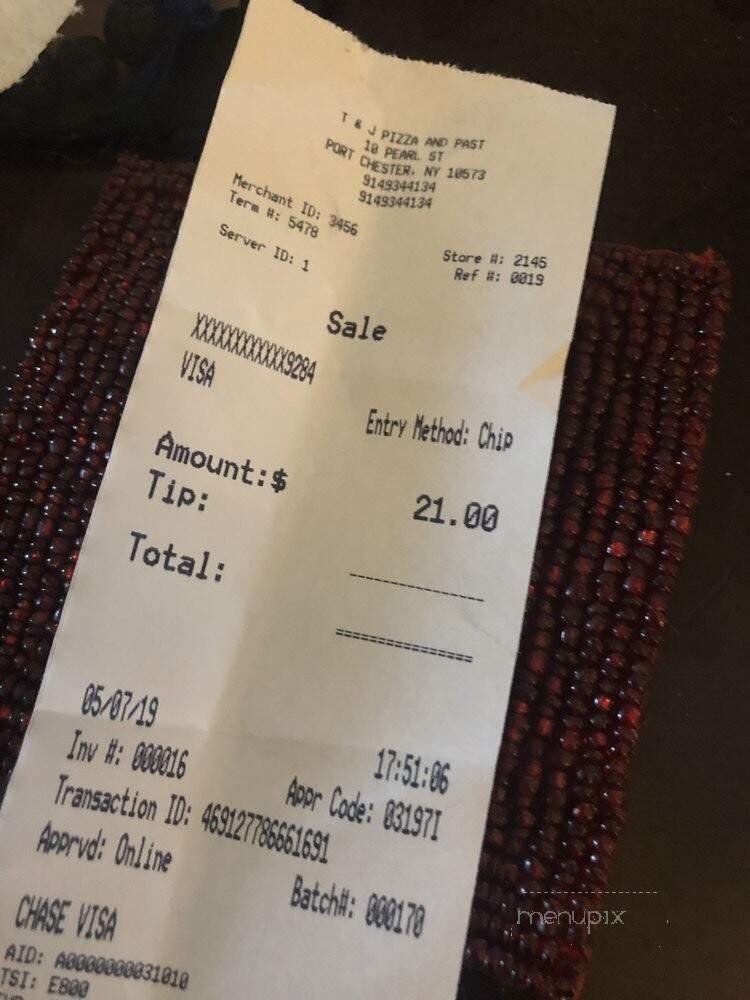 T & J PIZZA AND PAST
10 PEARL ST
PORT CHESTER, NY 10573
9149344134
9149344134
Merchant ID: 3456
Term #: 5478
Store #: 2145
Server ID: 1
Ref #: 0019
Sale
XXXXXXXXXXXX9284
VISA
Entry Method: Chip
Amount:$ 21.00
Tip:
Total:
05/07/19 17:51:06
Inv #: 000016 Appr Code: 03197I
Transaction ID: 469127786661691
Apprvd: Online Batch#: 000170
CHASE VISA
AID: A0000000031010
TSI: E800
menupix